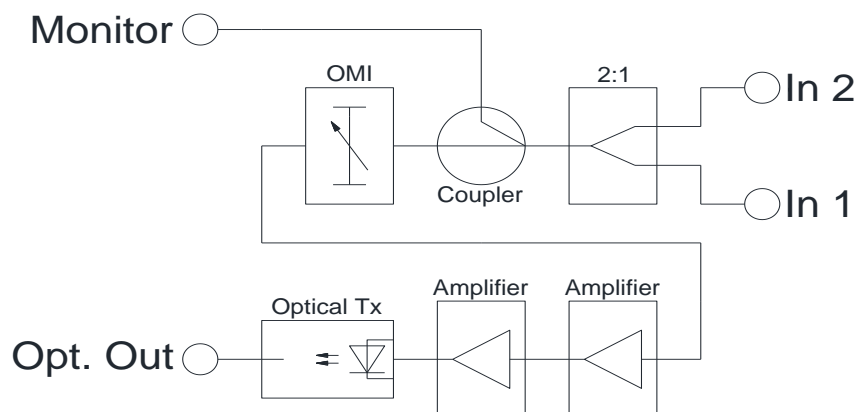 Monitor
OMI
2:1
In 2
Coupler
In 1
Amplifier
Amplifier
Optical Tx
Opt. Out